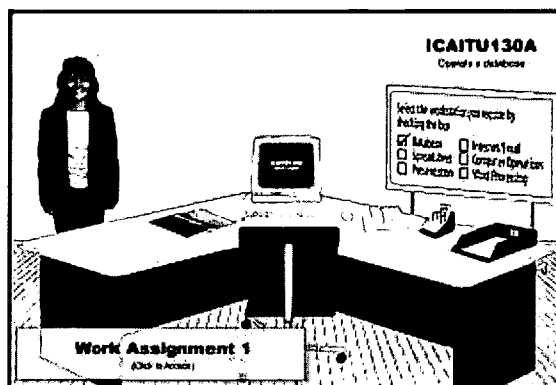 ICAITU130A
Operate a database
Select the workstation you require by
checking the box
Database
Internet/Email
Spreadsheet
Computer Operations
Presentation
Word Processing
Work Assignment 1
(Click to Access)